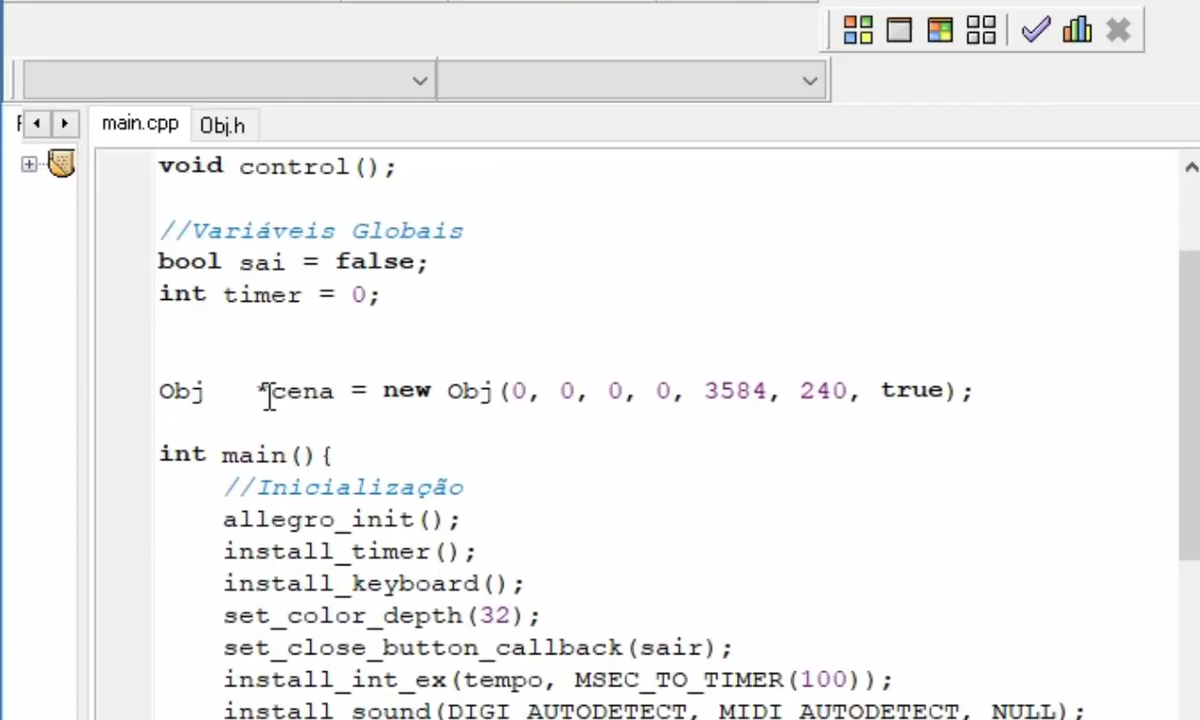 main.cpp
Obj.h
void control();
//Variáveis Globais
bool sai = false;
int timer = 0;
Obj *cena = new Obj(0, 0, 0, 0, 3584, 240, true);
int main(){
//Inicialização
allegro_init();
install_timer();
install_keyboard();
set_color_depth(32);
set_close_button_callback(sair);
install_int_ex(tempo, MSEC_TO_TIMER(100));
install_sound(DIGI_AUTODETECT, MIDI_AUTODETECT, NULL);